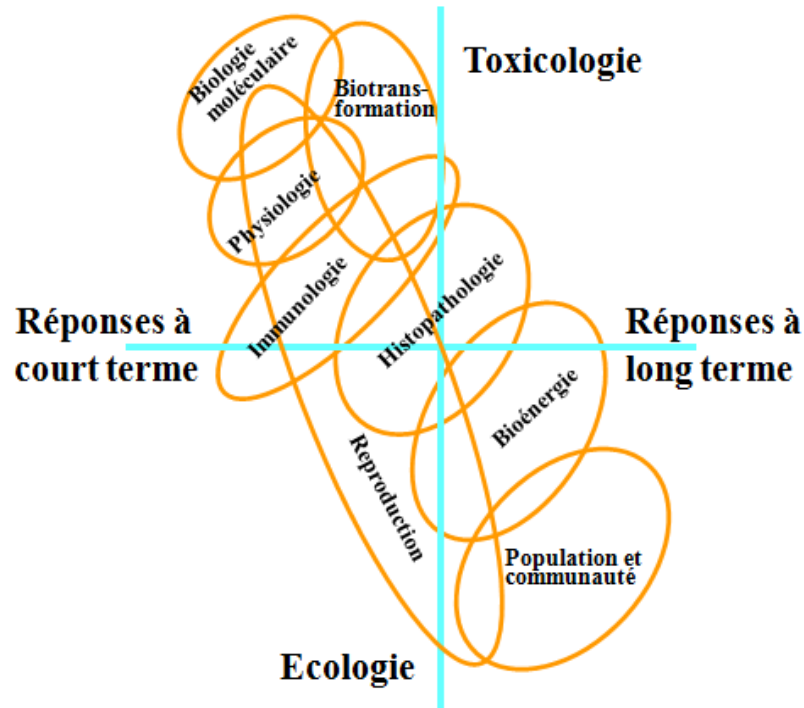 Biologie
moléculaire
Toxicologie
Biotrans-
formation
Physiologie
Immunologie
Histopathologie
Réponses à
court terme
Réponses à
long terme
Bioénergie
Reproduction
Population et
communauté
Ecologie